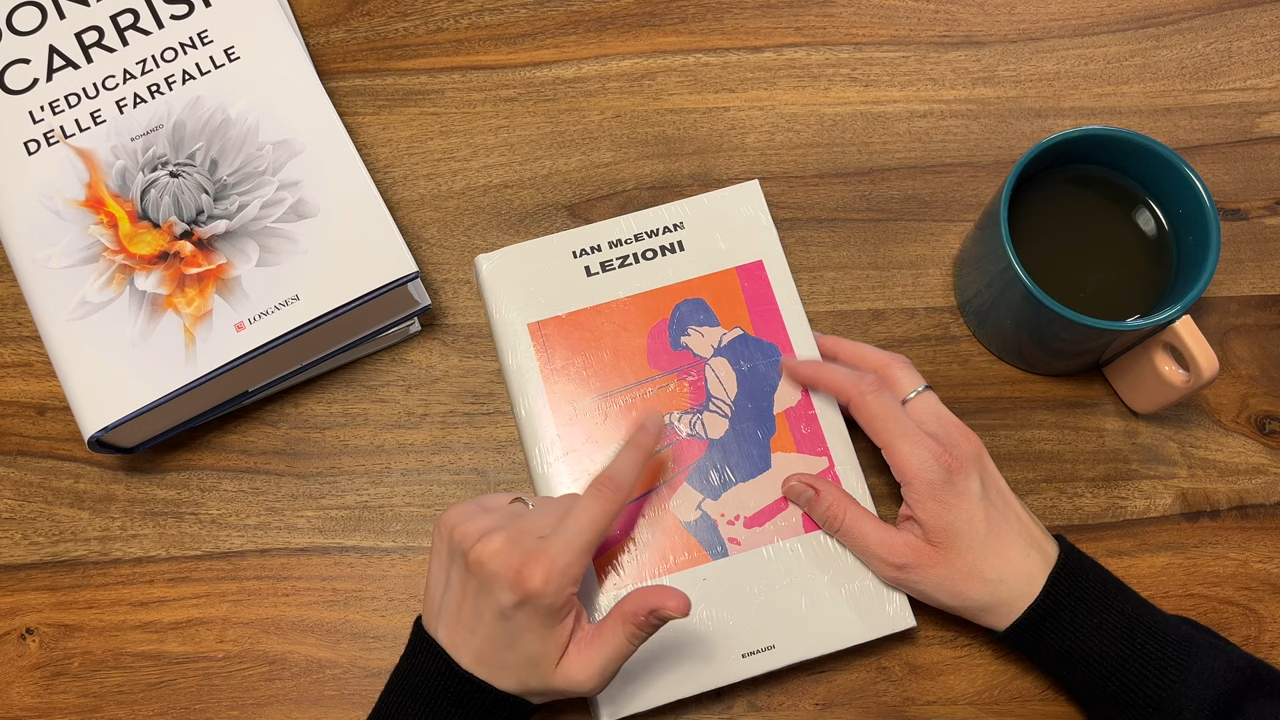 CARRISI
L'EDUCAZIONE
DELLE FARFALLE
ROMANZO
LONGANESI
IAN McEWAN
LEZIONI
EINAUDI